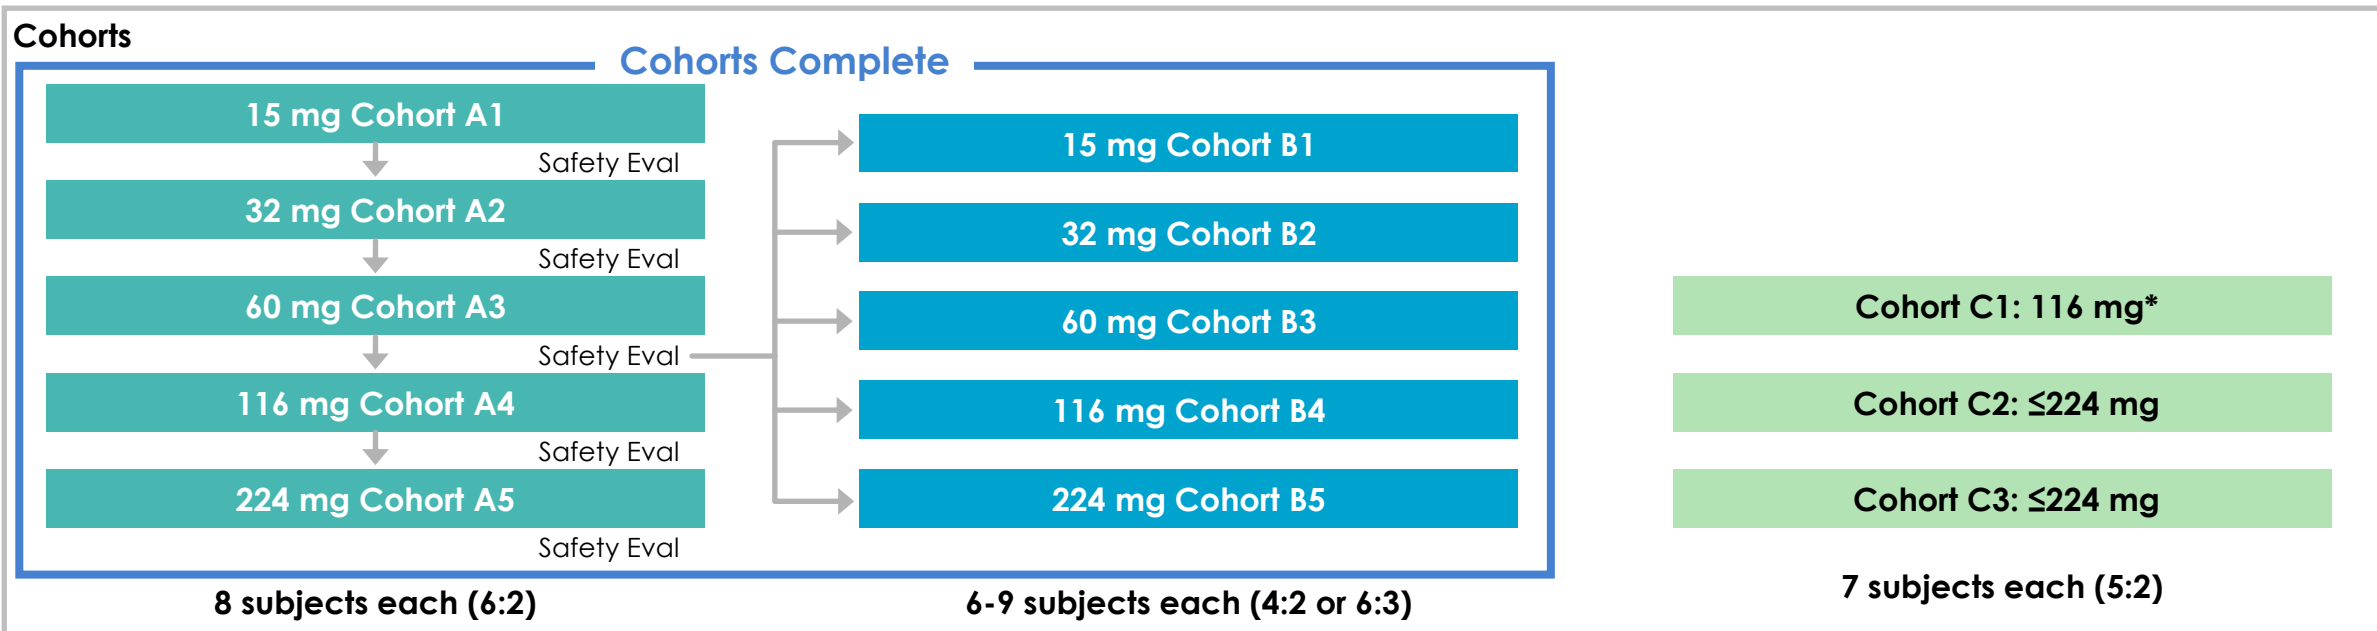 Cohorts
Cohorts Complete
15 mg Cohort A1
Safety Eval
32 mg Cohort A2
Safety Eval
60 mg Cohort A3
Safety Eval
116 mg Cohort A4
Safety Eval
224 mg Cohort A5
Safety Eval
8 subjects each (6:2)
15 mg Cohort B1
32 mg Cohort B2
60 mg Cohort B3
116 mg Cohort B4
224 mg Cohort B5
6-9 subjects each (4:2 or 6:3)
Cohort C1: 116 mg*
Cohort C2: ≤224 mg
Cohort C3: ≤224 mg
7 subjects each (5:2)